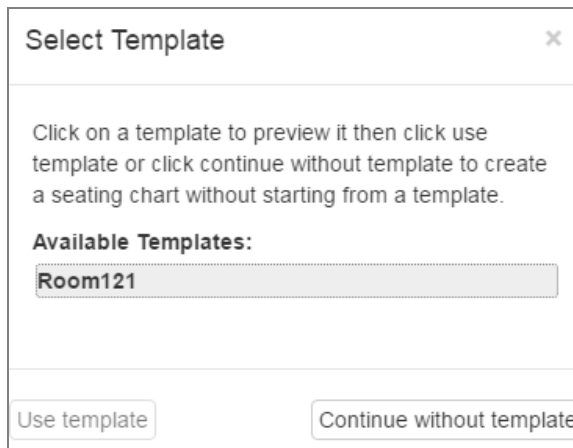 Select Template ×
Click on a template to preview it then click use
template or click continue without template to create
a seating chart without starting from a template.
Available Templates:
Room121
Use template Continue without template